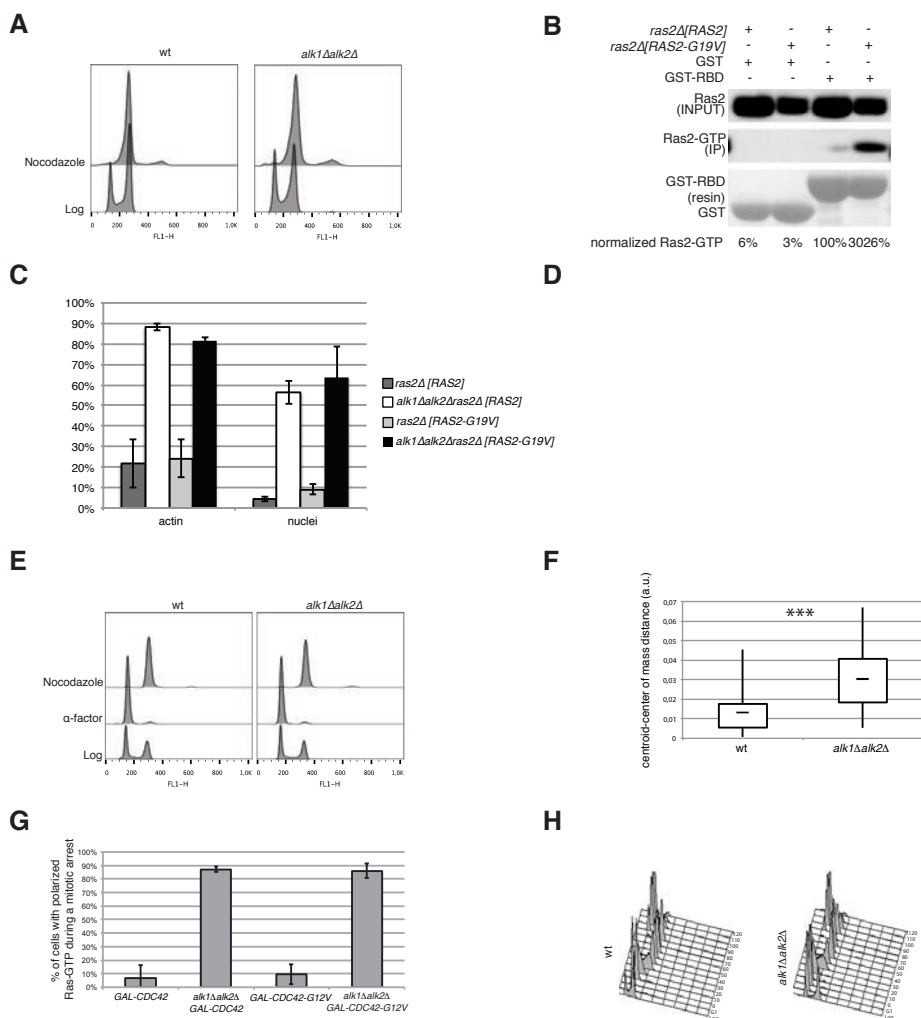 A
wt
alk1Δalk2Δ
Nocodazole
Log
0 200 400 600 800 1,0K
FL1-H
0 200 400 600 800 1,0K
FL1-H
B
ras2Δ[RAS2] + - + -
ras2Δ[RAS2-G19V] - + - +
GST + + - -
GST-RBD - - + +
Ras2
(INPUT)
Ras2-GTP
(IP)
GST-RBD
(resin)
GST
normalized Ras2-GTP 6% 3% 100% 3026%
C
100%
90%
80%
70%
60%
50%
40%
30%
20%
10%
0%
actin nuclei
ras2Δ [RAS2]
alk1Δalk2Δras2Δ [RAS2]
ras2Δ [RAS2-G19V]
alk1Δalk2Δras2Δ [RAS2-G19V]
D
E
wt
alk1Δalk2Δ
Nocodazole
α-factor
Log
0 200 400 600 800 1,0K
FL1-H
0 200 400 600 800 1,0K
FL1-H
F
centroid-center of mass distance (a.u.)
0,07
0,06
0,05
0,04
0,03
0,02
0,01
0
***
wt alk1Δalk2Δ
G
% of cells with polarized
Ras-GTP during a mitotic arrest
100%
90%
80%
70%
60%
50%
40%
30%
20%
10%
0%
GAL-CDC42
alk1Δalk2Δ
GAL-CDC42
GAL-CDC42-G12V
alk1Δalk2Δ
GAL-CDC42-G12V
H
wt
120
110
100
90
80
70
60
50
40
30
20
10
0
G1
alk1Δalk2Δ
120
110
100
90
80
70
60
50
40
30
20
10
0
G1